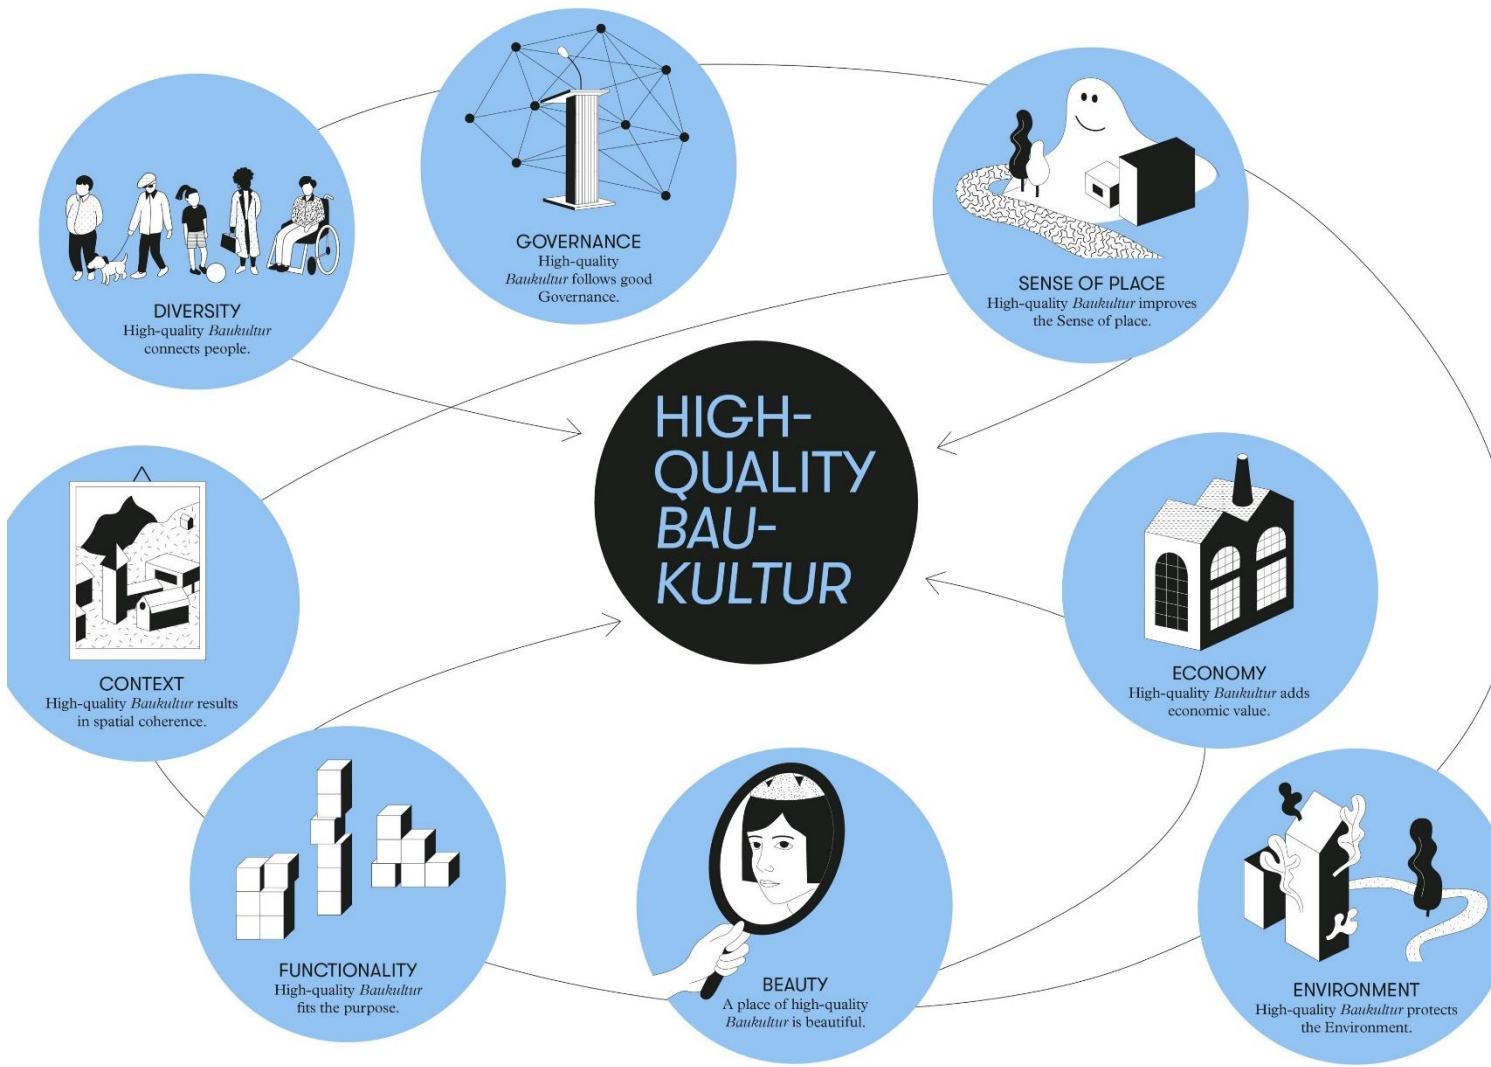 GOVERNANCE
High-quality
Baukultur follows good
Governance.
SENSE OF PLACE
High-quality Baukultur improves
the Sense of place.
DIVERSITY
High-quality Baukultur
connects people.
HIGH-
QUALITY
BAU-
KULTUR
CONTEXT
High-quality Baukultur results
in spatial coherence.
ECONOMY
High-quality Baukultur adds
economic value.
FUNCTIONALITY
High-quality Baukultur
fits the purpose.
BEAUTY
A place of high-quality
Baukultur is beautiful.
ENVIRONMENT
High-quality Baukultur protects
the Environment.